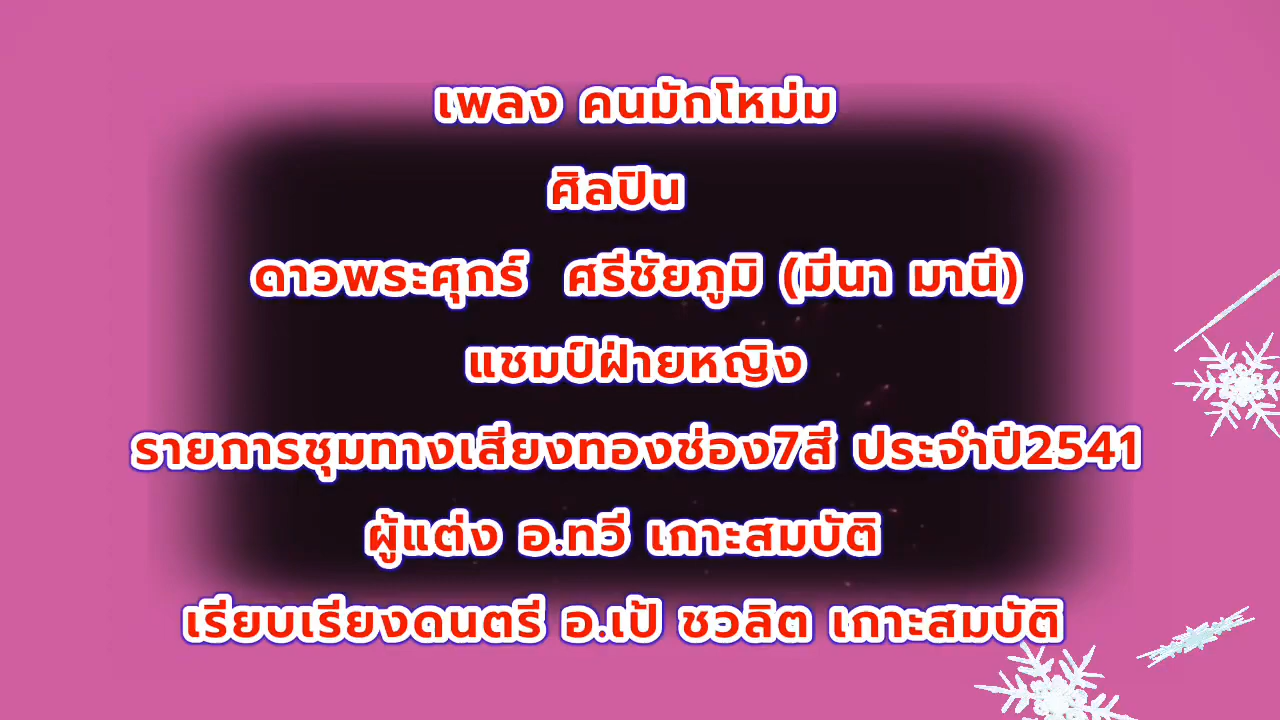 เพลง คนมักโหม่ม
ศิลปิน
ดาวพระศุกร์ ศรีชัยภูมิ (มีนา มานี)
แชมป์ฝ่ายหญิง
รายการชุมทางเสียงทองช่อง7สี ประจำปี2541
ผู้แต่ง อ.ทวี เกาะสมบัติ
เรียบเรียงดนตรี อ.เป้ ชวลิต เกาะสมบัติ